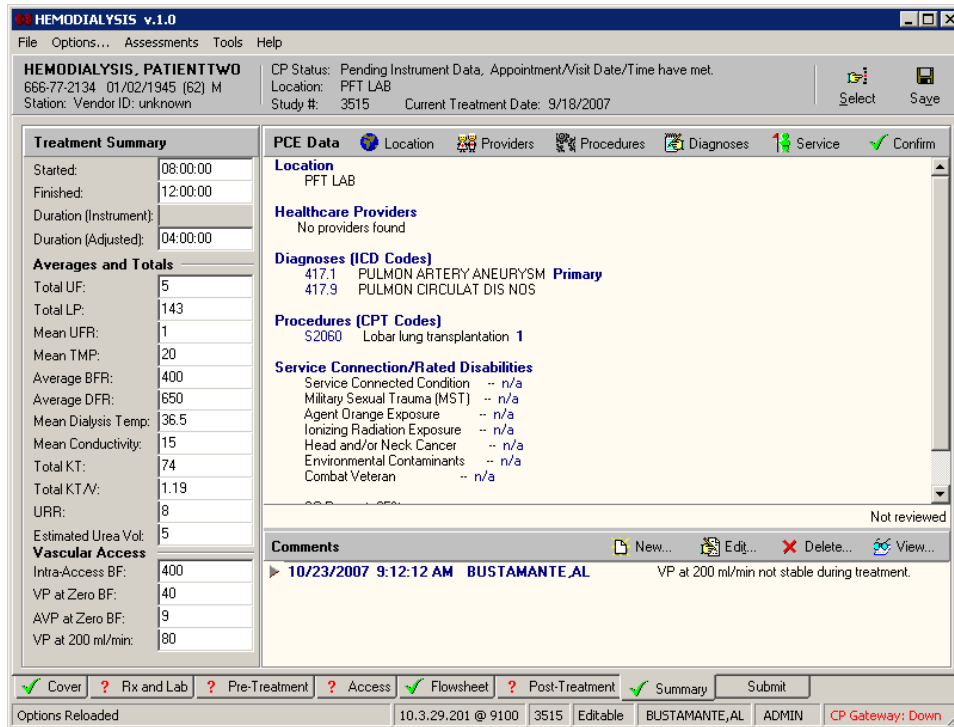 HEMODIALYSIS v.1.0
File Options... Assessments Tools Help
HEMODIALYSIS, PATIENTTWO
666-77-2134 01/02/1945 (62) M
Station: Vendor ID: unknown
CP Status: Pending Instrument Data, Appointment/Visit Date/Time have met.
Location: PFT LAB
Study #: 3515 Current Treatment Date: 9/18/2007
Select Save
Treatment Summary
Started: 08:00:00
Finished: 12:00:00
Duration (Instrument):
Duration (Adjusted): 04:00:00
Averages and Totals
Total UF: 5
Total LP: 143
Mean UFR: 1
Mean TMP: 20
Average BFR: 400
Average DFR: 650
Mean Dialysis Temp: 36.5
Mean Conductivity: 15
Total KT: 74
Total KT/V: 1.19
URR: 8
Estimated Urea Vol: 5
Vascular Access
Intra-Access BF: 400
VP at Zero BF: 40
AVP at Zero BF: 9
VP at 200 ml/min: 80
PCE Data Location Providers Procedures Diagnoses Service Confirm
Location
PFT LAB
Healthcare Providers
No providers found
Diagnoses (ICD Codes)
417.1 PULMON ARTERY ANEURYSM Primary
417.9 PULMON CIRCULAT DIS NOS
Procedures (CPT Codes)
S2060 Lobar lung transplantation 1
Service Connection/Rated Disabilities
Service Connected Condition -- n/a
Military Sexual Trauma (MST) -- n/a
Agent Orange Exposure -- n/a
Ionizing Radiation Exposure -- n/a
Head and/or Neck Cancer -- n/a
Environmental Contaminants -- n/a
Combat Veteran -- n/a
Not reviewed
Comments New... Edit... Delete... View...
10/23/2007 9:12:12 AM BUSTAMANTE,AL VP at 200 ml/min not stable during treatment.
Cover ? Rx and Lab ? Pre-Treatment ? Access Flowsheet ? Post-Treatment Summary Submit
Options Reloaded 10.3.29.201 @ 9100 3515 Editable BUSTAMANTE,AL ADMIN CP Gateway: Down